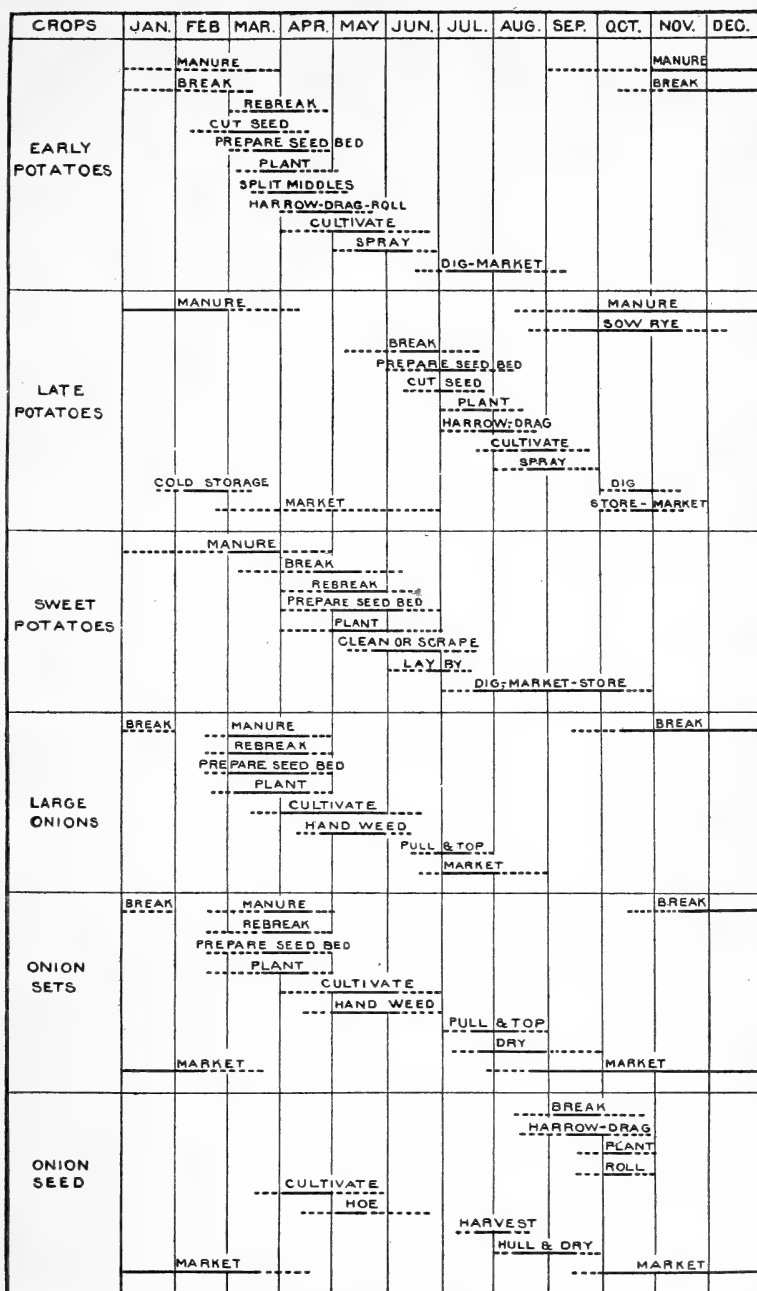 CROPS JAN. FEB MAR. APR. MAY JUN. JUL. AUG. SEP. OCT. NOV. DEC.
EARLY
POTATOES
MANURE MANURE
BREAK BREAK
REBREAK
CUT SEED
PREPARE SEED BED
PLANT
SPLIT MIDDLES
HARROW-DRAG-ROLL
CULTIVATE
SPRAY
DIG-MARKET
LATE
POTATOES
MANURE MANURE
SOW RYE
BREAK
PREPARE SEED BED
CUT SEED
PLANT
HARROW-DRAG
CULTIVATE
SPRAY
COLD STORAGE DIG
MARKET STORE-MARKET
SWEET
POTATOES
MANURE
BREAK
REBREAK
PREPARE SEED BED
PLANT
CLEAN OR SCRAPE
LAY BY
DIG-MARKET-STORE
LARGE
ONIONS
BREAK MANURE BREAK
REBREAK
PREPARE SEED BED
PLANT
CULTIVATE
HAND WEED
PULL & TOP
MARKET
ONION
SETS
BREAK MANURE BREAK
REBREAK
PREPARE SEED BED
PLANT
CULTIVATE
HAND WEED
PULL & TOP
DRY
MARKET MARKET
ONION
SEED
BREAK
HARROW-DRAG
PLANT
ROLL
CULTIVATE
HOE
HARVEST
HULL & DRY
MARKET MARKET